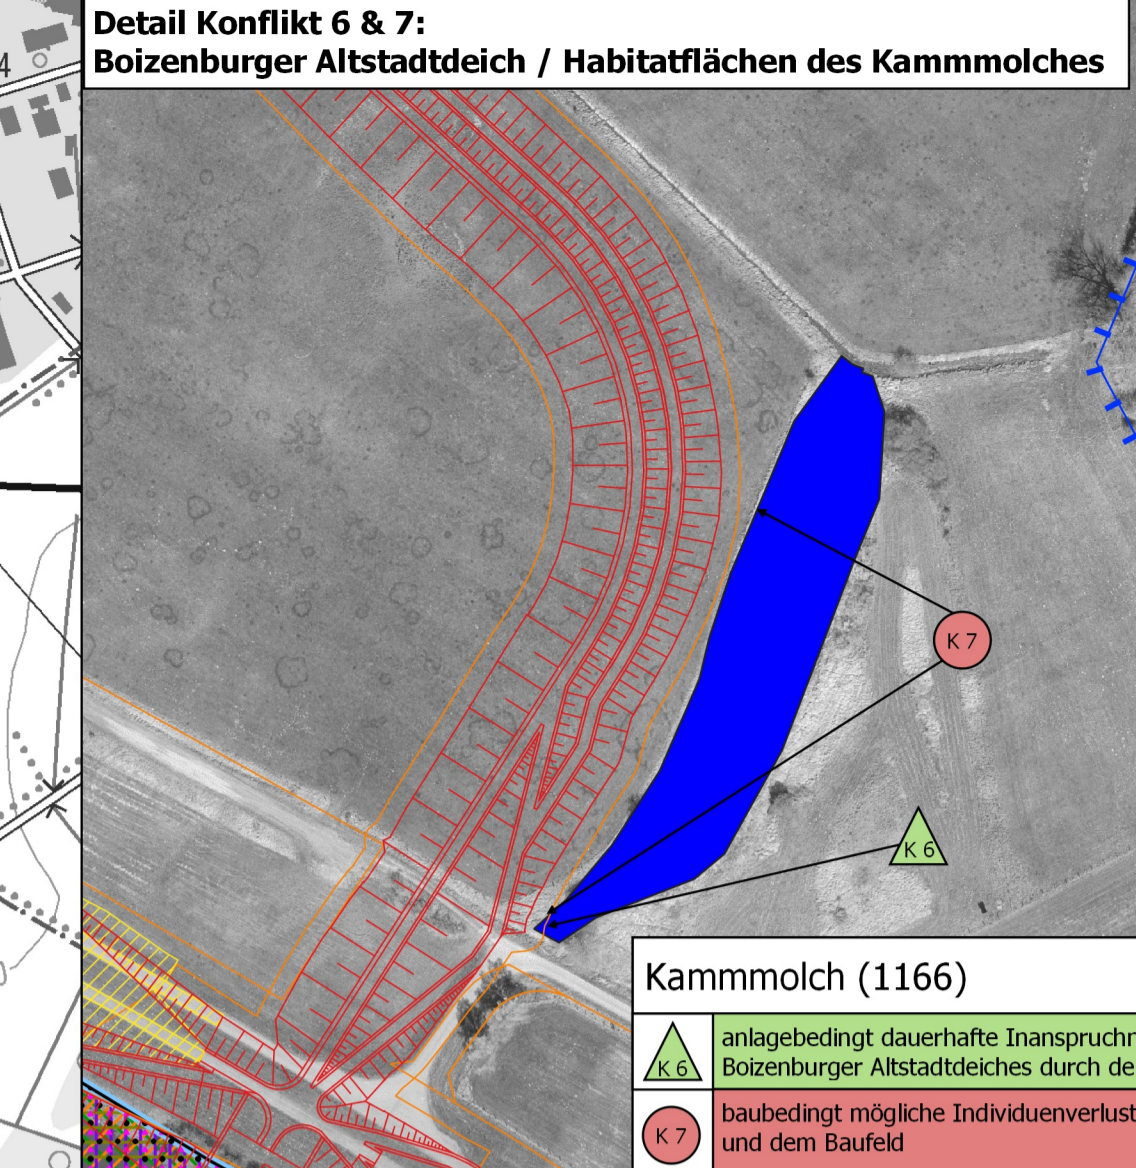 Detail Konflikt 6 & 7:
Boizenburger Altstadtdeich / Habitatflächen des Kammmolches
4
K 7
K 6
Kammmolch (1166)
K 6
anlagebedingt dauerhafte Inanspruchn
Boizenburger Altstadtdeiches durch de
K 7
baubedingt mögliche Individuenverlust
und dem Baufeld